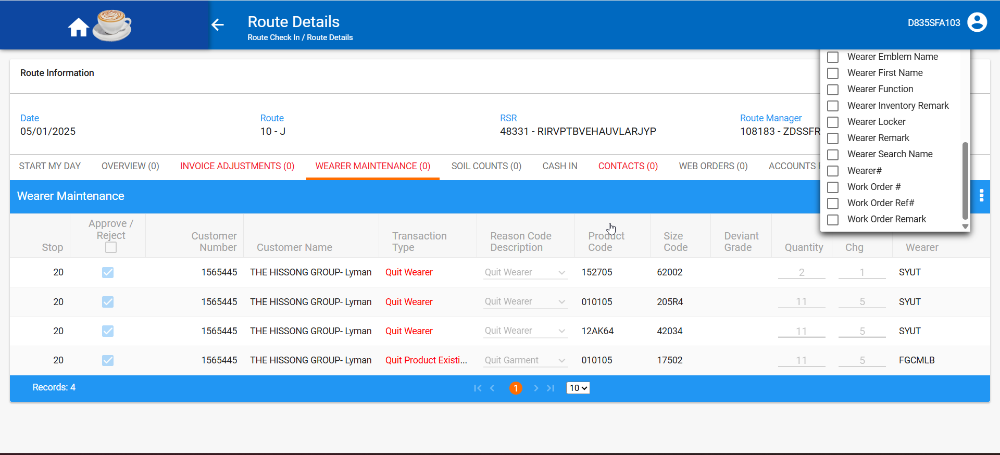 Route Details
Route Check In / Route Details
D835SFA103
Route Information
Date
05/01/2025
Route
10 - J
RSR
48331 - RIRVPTBVEHAUVLARJYP
Route Manager
108183 - ZDSSFR
Wearer Emblem Name
Wearer First Name
Wearer Function
Wearer Inventory Remark
Wearer Locker
Wearer Remark
Wearer Search Name
Wearer#
Work Order #
Work Order Ref#
Work Order Remark
START MY DAY OVERVIEW (0) INVOICE ADJUSTMENTS (0) WEARER MAINTENANCE (0) SOIL COUNTS (0) CASH IN CONTACTS (0) WEB ORDERS (0) ACCOUNTS
Wearer Maintenance
Stop
Approve / Reject
Customer Number
Customer Name
Transaction Type
Reason Code Description
Product Code
Size Code
Deviant Grade
Quantity
Chg
Wearer
20 1565445 THE HISSONG GROUP- Lyman Quit Wearer Quit Wearer 152705 62002 2 1 SYUT
20 1565445 THE HISSONG GROUP- Lyman Quit Wearer Quit Wearer 010105 205R4 11 5 SYUT
20 1565445 THE HISSONG GROUP- Lyman Quit Wearer Quit Wearer 12AK64 42034 11 5 SYUT
20 1565445 THE HISSONG GROUP- Lyman Quit Product Existi... Quit Garment 010105 17502 11 5 FGCMLB
Records: 4
1
10